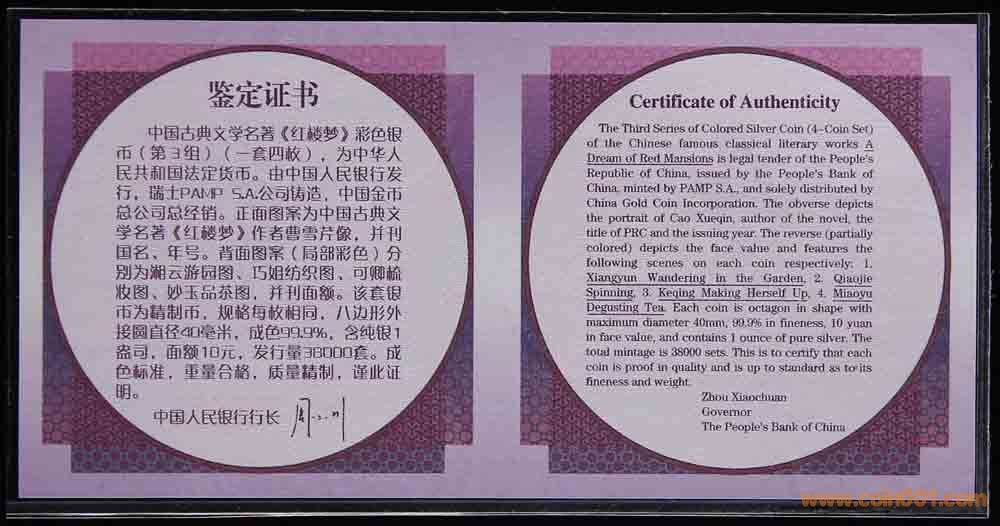 鉴定证书
中国古典文学名著《红楼梦》彩色银
币(第3组)(一套四枚)，为中华人
民共和国法定货币。由中国人民银行发
行，瑞士PAMP S.A.公司铸造，中国金币
总公司总经销。正面图案为中国古典文
学名著《红楼梦》作者曹雪芹像，并刊
国名、年号。背面图案(局部彩色)分
别为湘云游园图、巧姐纺织图、可卿梳
妆图、妙玉品茶图，并刊面额。该套银
币为精制币，规格每枚相同，八边形外
接圆直径40毫米，成色99.9%，含纯银1
盎司，面额10元，发行量38000套。成
色标准，重量合格，质量精制，谨此证
明。
中国人民银行行长
Certificate of Authenticity
The Third Series of Colored Silver Coin (4-Coin Set)
of the Chinese famous classical literary works A
Dream of Red Mansions is legal tender of the People's
Republic of China, issued by the People's Bank of
China, minted by PAMP S.A., and solely distributed by
China Gold Coin Incorporation. The obverse depicts
the portrait of Cao Xueqin, author of the novel, the
title of PRC and the issuing year. The reverse (partially
colored) depicts the face value and features the
following scenes on each coin respectively: 1.
Xiangyun Wandering in the Garden, 2. Qiaojie
Spinning, 3. Keqing Making Herself Up, 4. Miaoyu
Degusting Tea. Each coin is octagon in shape with
maximum diameter 40mm, 99.9% in fineness, 10 yuan
in face value, and contains 1 ounce of pure silver. The
total mintage is 38000 sets. This is to certify that each
coin is proof in quality and is up to standard as to its
fineness and weight.
Zhou Xiaochuan
Governor
The People's Bank of China
www.coin001.com